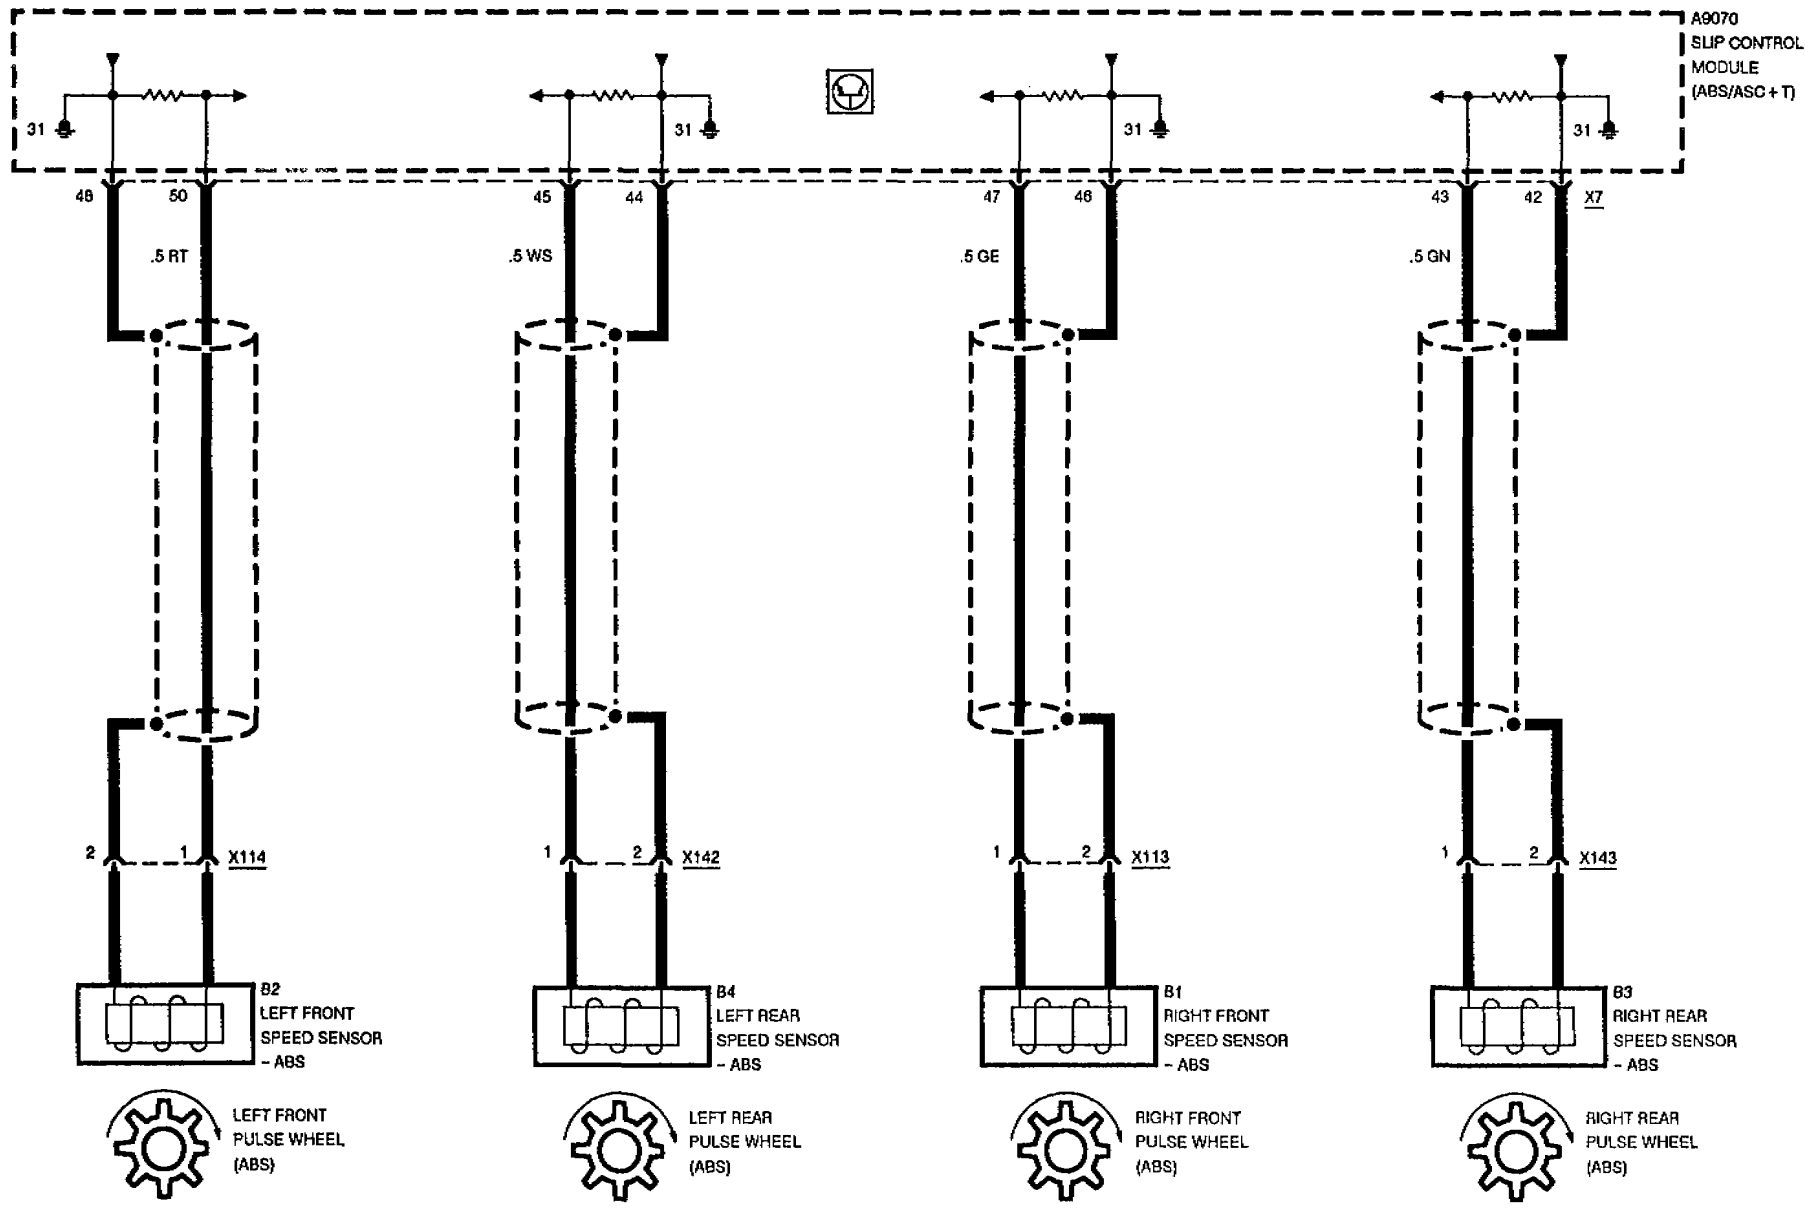 A9070
SLIP CONTROL
MODULE
(ABS/ASC + T)
31
31
31
31
48
50
45
44
47
46
43
42
X7
.5 RT
.5 WS
.5 GE
.5 GN
2
1
X114
1
2
X142
1
2
X113
1
2
X143
B2
LEFT FRONT
SPEED SENSOR
– ABS
B4
LEFT REAR
SPEED SENSOR
– ABS
B1
RIGHT FRONT
SPEED SENSOR
– ABS
B3
RIGHT REAR
SPEED SENSOR
– ABS
LEFT FRONT
PULSE WHEEL
(ABS)
LEFT REAR
PULSE WHEEL
(ABS)
RIGHT FRONT
PULSE WHEEL
(ABS)
RIGHT REAR
PULSE WHEEL
(ABS)